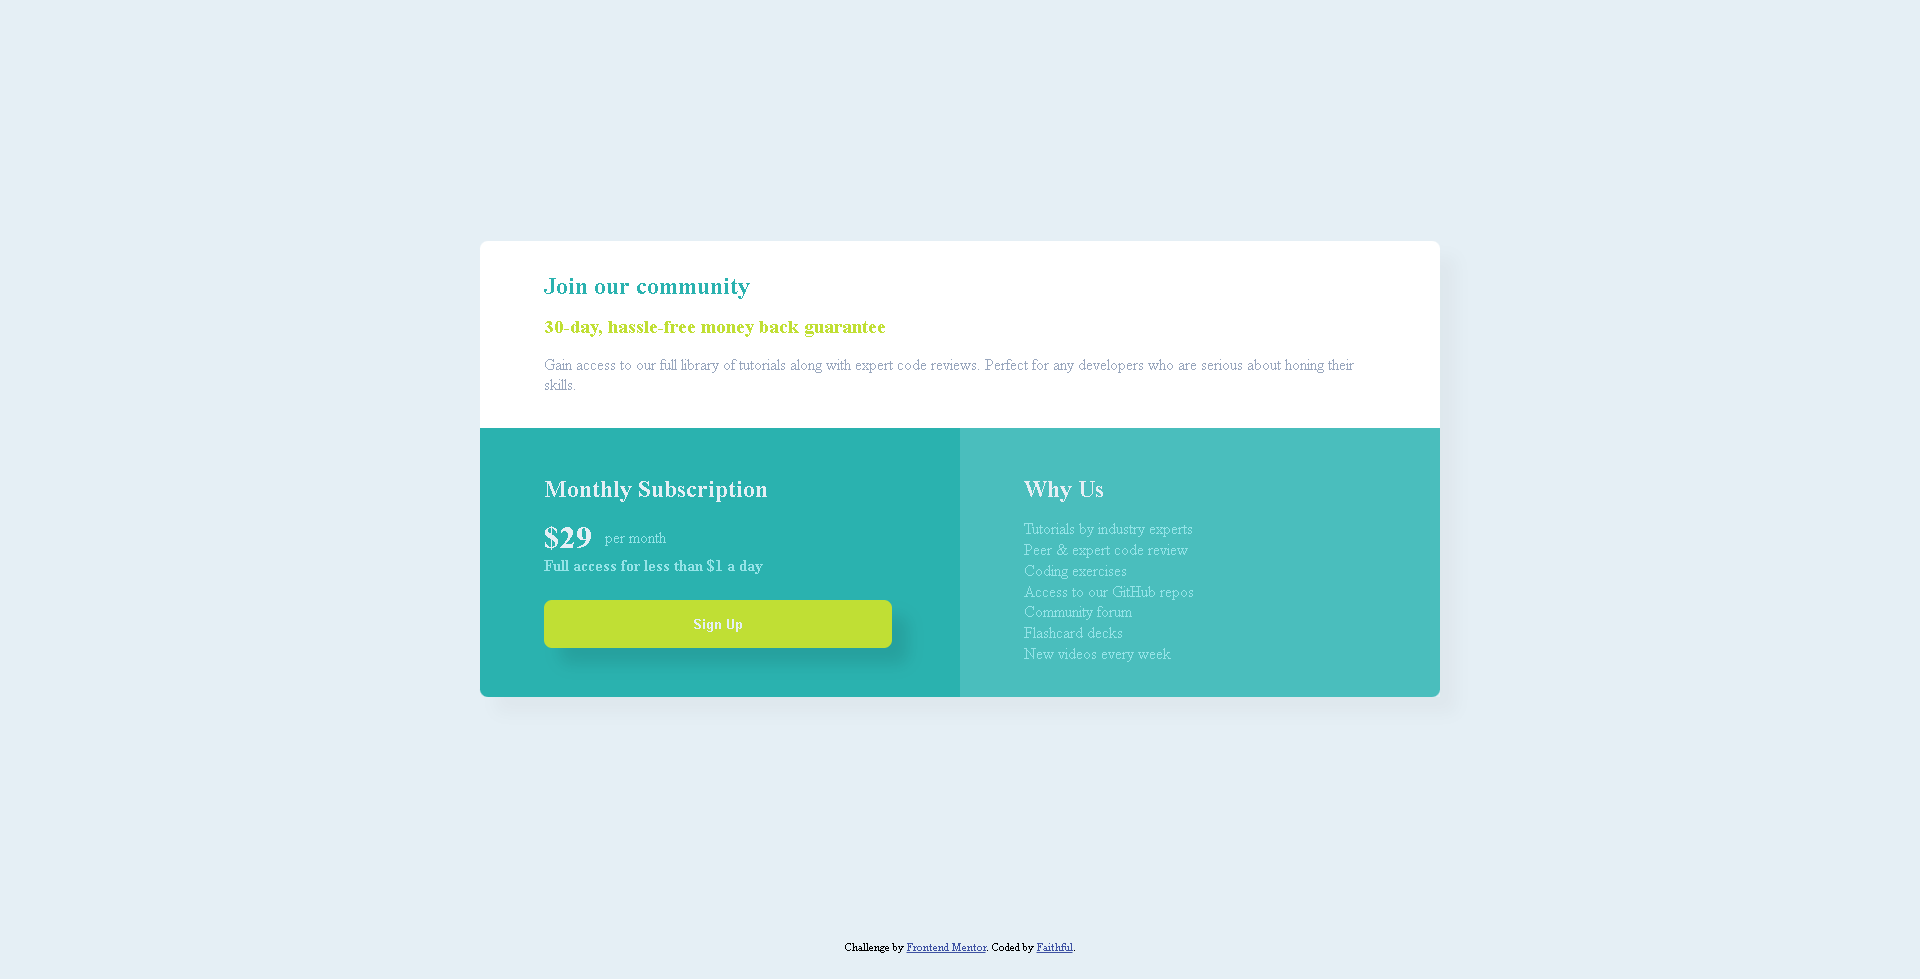 Join our community
30-day, hassle-free money back guarantee
Gain access to our full library of tutorials along with expert code reviews. Perfect for any developers who are serious about honing their
skills.
Monthly Subscription
$29 per month
Full access for less than $1 a day
Sign Up
Why Us
Tutorials by industry experts
Peer & expert code review
Coding exercises
Access to our GitHub repos
Community forum
Flashcard decks
New videos every week
Challenge by Frontend Mentor. Coded by Faithful.